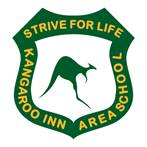 STRIVE FOR LIFE
KANGAROO INN
AREA SCHOOL